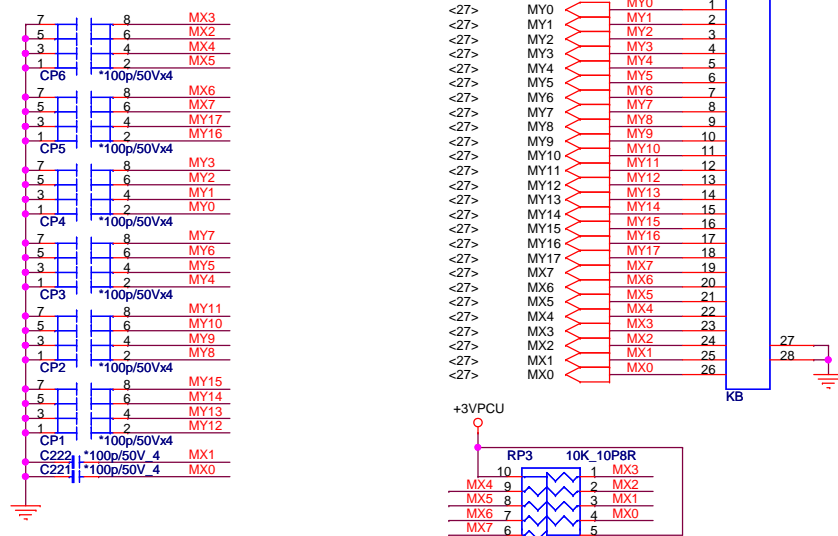 7 8 MX3
5 6 MX2
3 4 MX4
1 2 MX5
CP6 *100p/50Vx4
7 8 MX6
5 6 MX7
3 4 MY17
1 2 MY16
CP5 *100p/50Vx4
7 8 MY3
5 6 MY2
3 4 MY1
1 2 MY0
CP4 *100p/50Vx4
7 8 MY7
5 6 MY6
3 4 MY5
1 2 MY4
CP3 *100p/50Vx4
7 8 MY11
5 6 MY10
3 4 MY9
1 2 MY8
CP2 *100p/50Vx4
7 8 MY15
5 6 MY14
3 4 MY13
1 2 MY12
CP1 *100p/50Vx4
C222 *100p/50V_4 MX1
C221 *100p/50V_4 MX0
<27> MY0 MY0 1
<27> MY1 MY1 2
<27> MY2 MY2 3
<27> MY3 MY3 4
<27> MY4 MY4 5
<27> MY5 MY5 6
<27> MY6 MY6 7
<27> MY7 MY7 8
<27> MY8 MY8 9
<27> MY9 MY9 10
<27> MY10 MY10 11
<27> MY11 MY11 12
<27> MY12 MY12 13
<27> MY13 MY13 14
<27> MY14 MY14 15
<27> MY15 MY15 16
<27> MY16 MY16 17
<27> MY17 MY17 18
<27> MX7 MX7 19
<27> MX6 MX6 20
<27> MX5 MX5 21
<27> MX4 MX4 22
<27> MX3 MX3 23
<27> MX2 MX2 24 27
<27> MX1 MX1 25 28
<27> MX0 MX0 26
KB
+3VPCU
RP3 10K_10P8R
10 1 MX3
MX4 9 2 MX2
MX5 8 3 MX1
MX6 7 4 MX0
MX7 6 5